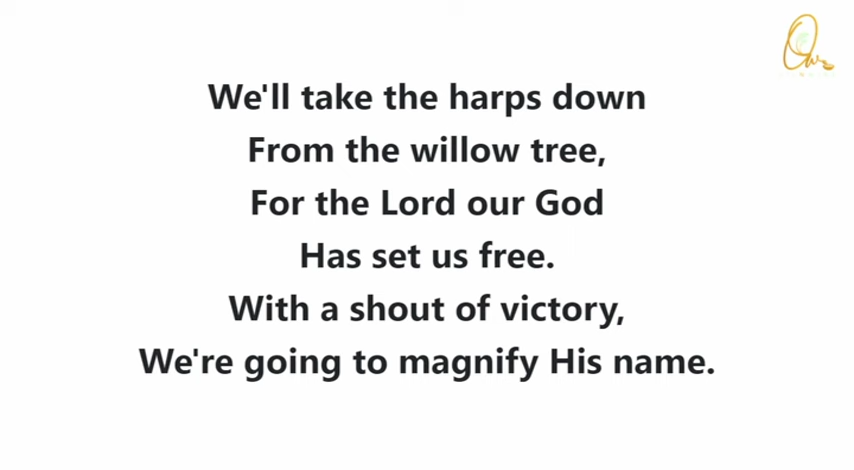 We'll take the harps down
From the willow tree,
For the Lord our God
Has set us free.
With a shout of victory,
We're going to magnify His name.